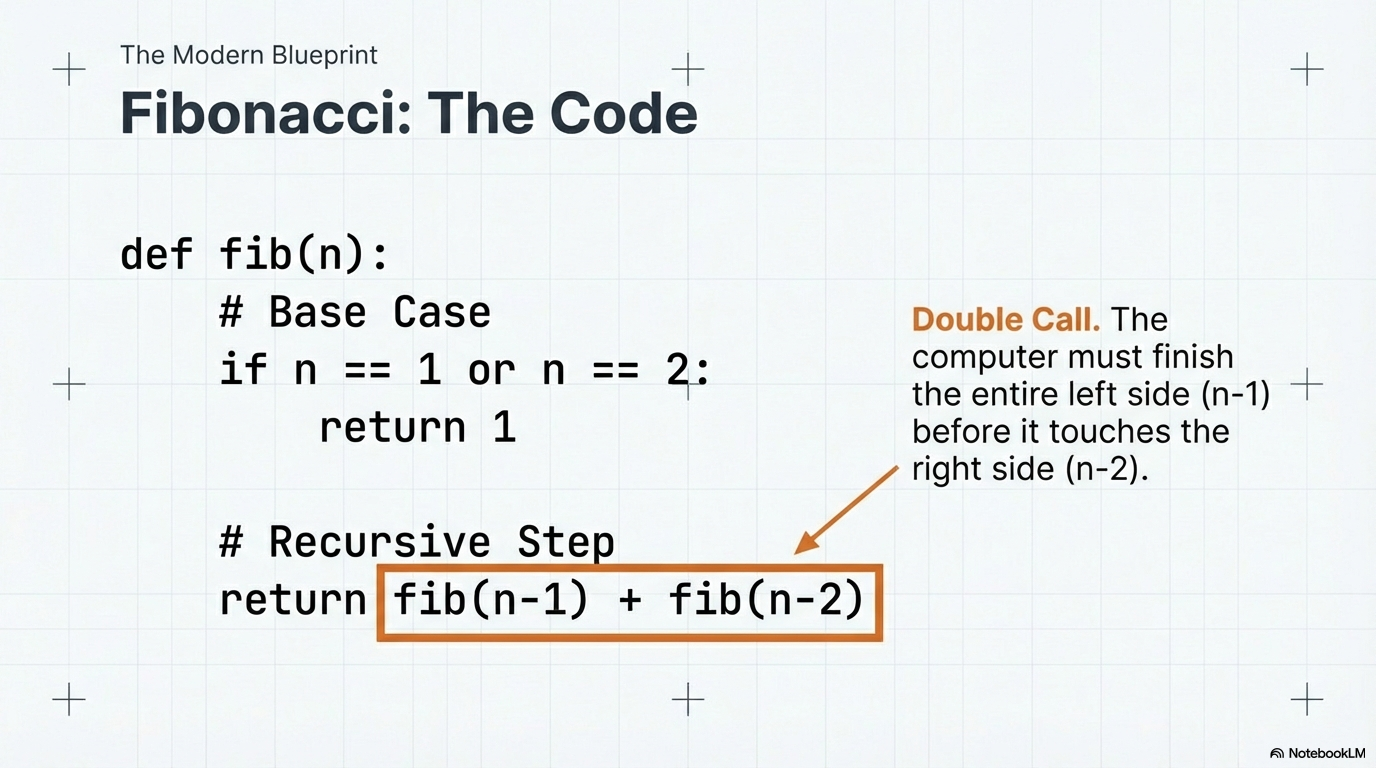 The Modern Blueprint
Fibonacci: The Code
def fib(n):
    # Base Case
    if n == 1 or n == 2:
        return 1
    # Recursive Step
    return fib(n-1) + fib(n-2)
Double Call. The
computer must finish
the entire left side (n-1)
before it touches the
right side (n-2).
NotebookLM